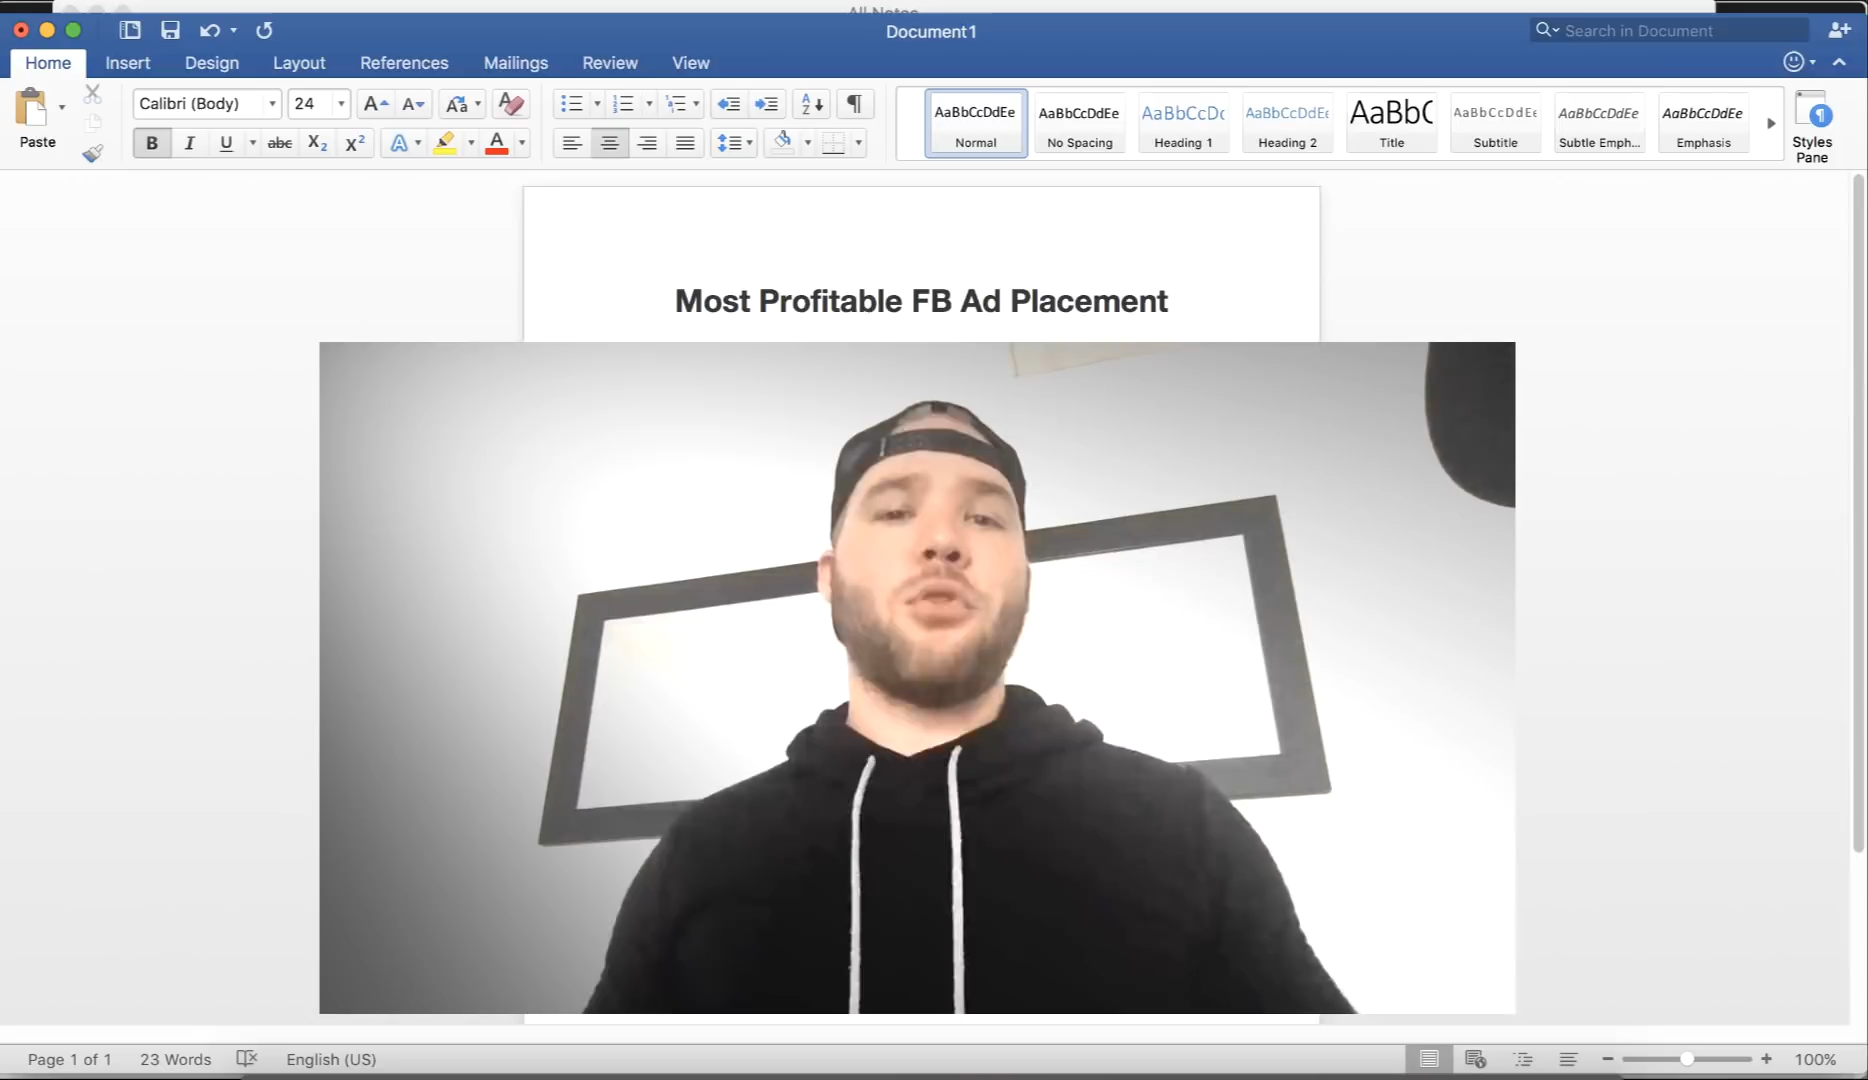 All Notes
Document1
Search in Document
Home Insert Design Layout References Mailings Review View
Paste
Calibri (Body) 24
AaBbCcDdEe Normal
AaBbCcDdEe No Spacing
AaBbCcDc Heading 1
AaBbCcDdEe Heading 2
AaBbC Title
AaBbCcDdEe Subtitle
AaBbCcDdEe Subtle Emph...
AaBbCcDdEe Emphasis
Styles Pane
Most Profitable FB Ad Placement
Page 1 of 1 23 Words English (US) 100%